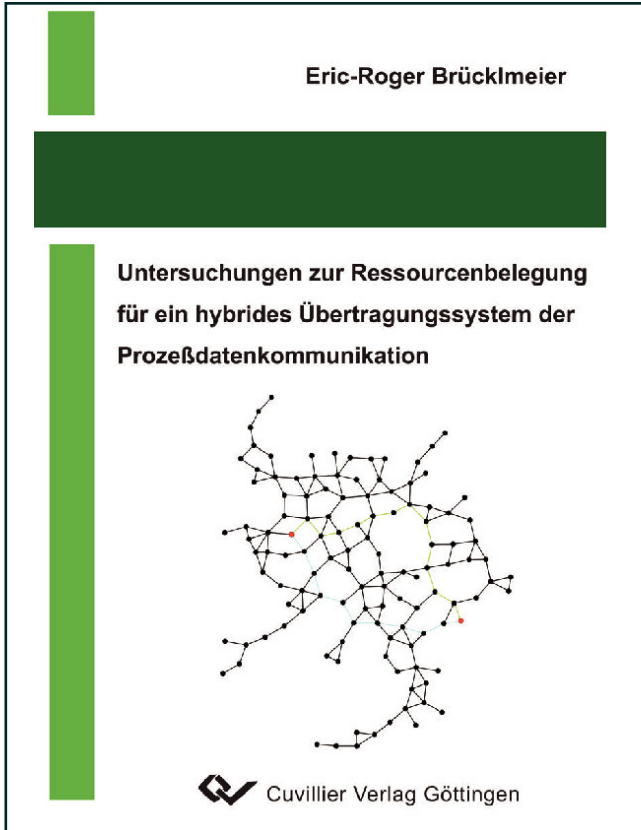 Eric-Roger Brücklmeier
Untersuchungen zur Ressourcenbelegung
für ein hybrides Übertragungssystem der
Prozeßdatenkommunikation
Cuvillier Verlag Göttingen